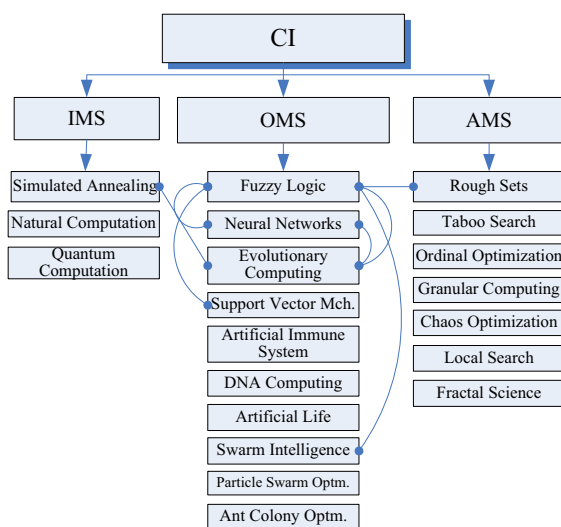 CI
IMS
OMS
AMS
Simulated Annealing
Natural Computation
Quantum
Computation
Fuzzy Logic
Neural Networks
Evolutionary
Computing
Support Vector Mch.
Artificial Immune
System
DNA Computing
Artificial Life
Swarm Intelligence
Particle Swarm Optm.
Ant Colony Optm.
Rough Sets
Taboo Search
Ordinal Optimization
Granular Computing
Chaos Optimization
Local Search
Fractal Science